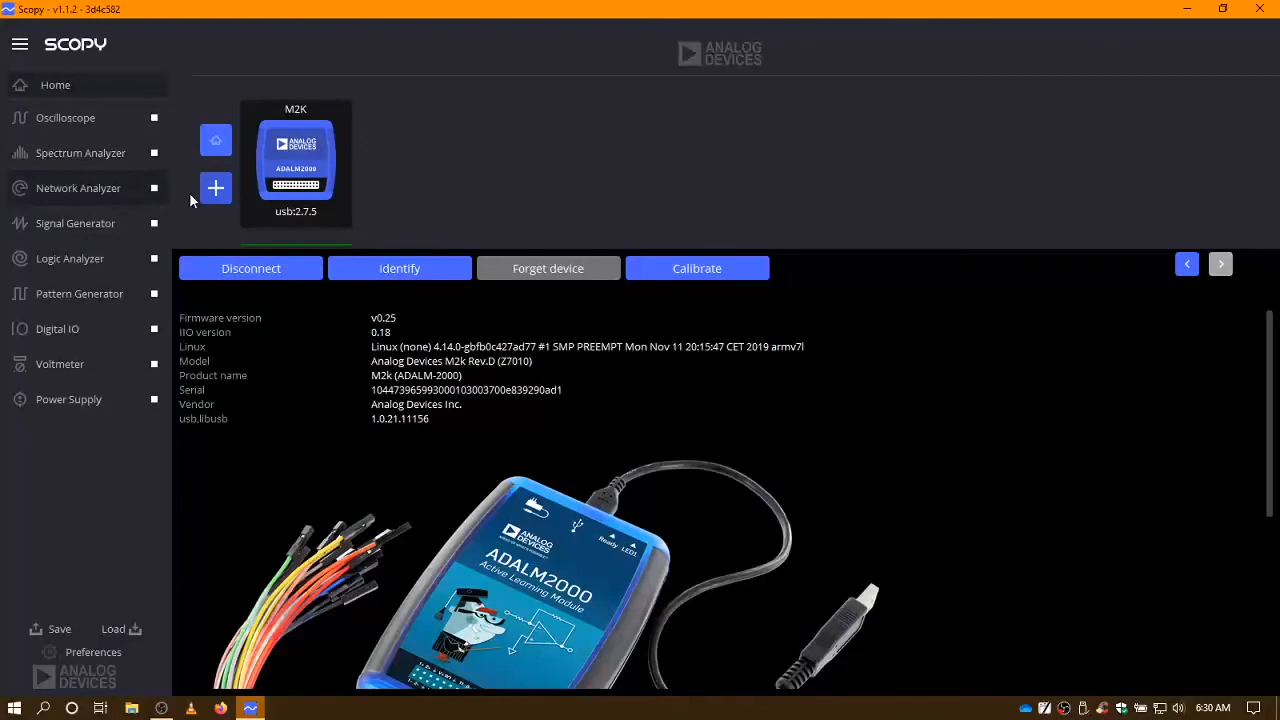 Scopy - v1.1.2 - 3d4c582
SCOPY
ANALOG
DEVICES
Home
Oscilloscope
Spectrum Analyzer
Network Analyzer
Signal Generator
Logic Analyzer
Pattern Generator
Digital IO
Voltmeter
Power Supply
Save
Load
Preferences
ANALOG
DEVICES
M2K
ANALOG
DEVICES
ADALM2000
usb:2.7.5
Disconnect
Identify
Forget device
Calibrate
Firmware version v0.25
IIO version 0.18
Linux Linux (none) 4.14.0-gbfb0c427ad77 #1 SMP PREEMPT Mon Nov 11 20:15:47 CET 2019 armv7l
Model Analog Devices M2k Rev.D (Z7010)
Product name M2k (ADALM-2000)
Serial 104473965993000103003700e839290ad1
Vendor Analog Devices Inc.
usb,libusb 1.0.21.11156
ANALOG
DEVICES
Ready LED1
ADALM2000
Active Learning Module
6:30 AM